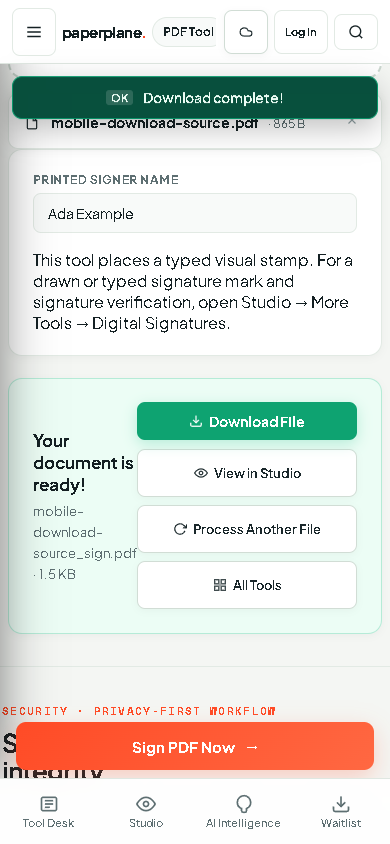 paperplane.
PDF Tool
Log In
OK Download complete!
mobile-download-source.pdf · 865 B ×
PRINTED SIGNER NAME
Ada Example
This tool places a typed visual stamp. For a
drawn or typed signature mark and
signature verification, open Studio → More
Tools → Digital Signatures.
Your
document is
ready!
mobile-
download-
source_sign.pdf
· 1.5 KB
Download File
View in Studio
Process Another File
All Tools
SECURITY · PRIVACY-FIRST WORKFLOW
Sign PDF Now →
integrity
Tool Desk
Studio
AI Intelligence
Waitlist